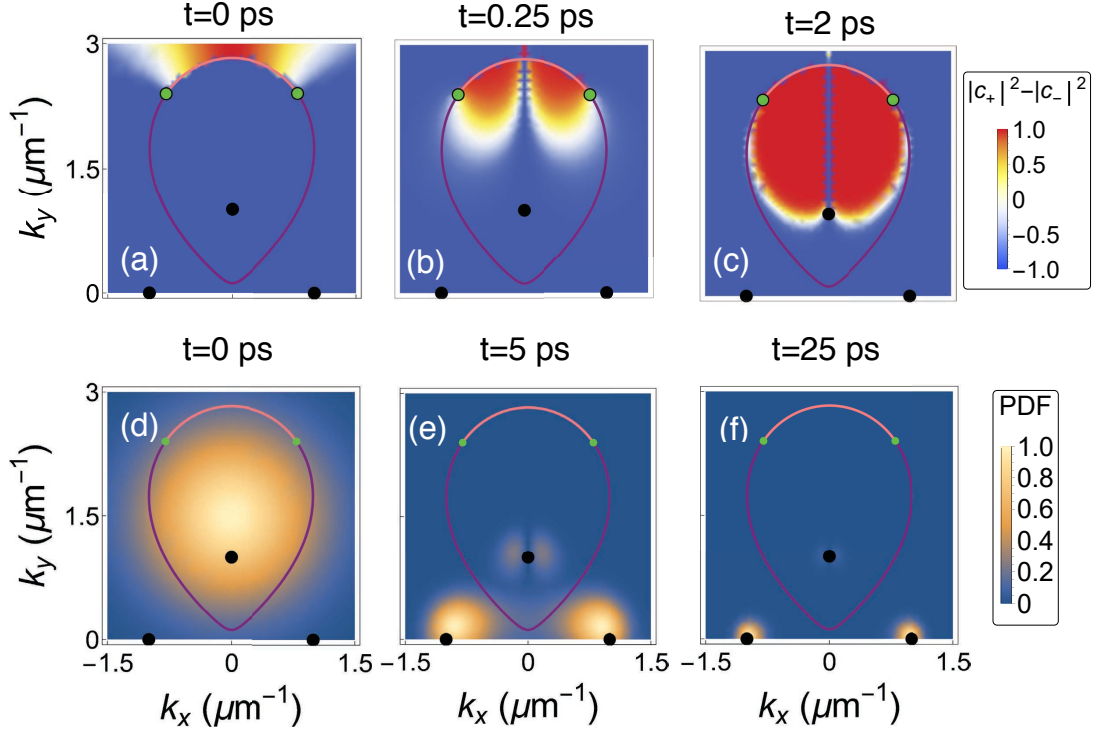 t=0 ps
t=0.25 ps
t=2 ps
k_y (μm⁻¹)
3
1.5
0
(a)
(b)
(c)
|c₊|²−|c₋|²
1.0
0.5
0
−0.5
−1.0
t=0 ps
t=5 ps
t=25 ps
k_y (μm⁻¹)
3
1.5
0
(d)
(e)
(f)
PDF
1.0
0.8
0.6
0.4
0.2
0
−1.5 0 1.5
−1.5 0 1.5
−1.5 0 1.5
k_x (μm⁻¹)
k_x (μm⁻¹)
k_x (μm⁻¹)